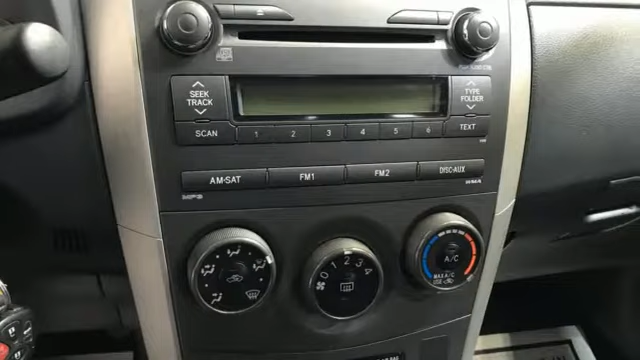 SEEK
TRACK
TYPE
FOLDER
SCAN
1 2 3 4 5 6
TEXT
AM·SAT
FM1
FM2
DISC·AUX
MP3
0 1 2 3 4
A/C
MAX A/C